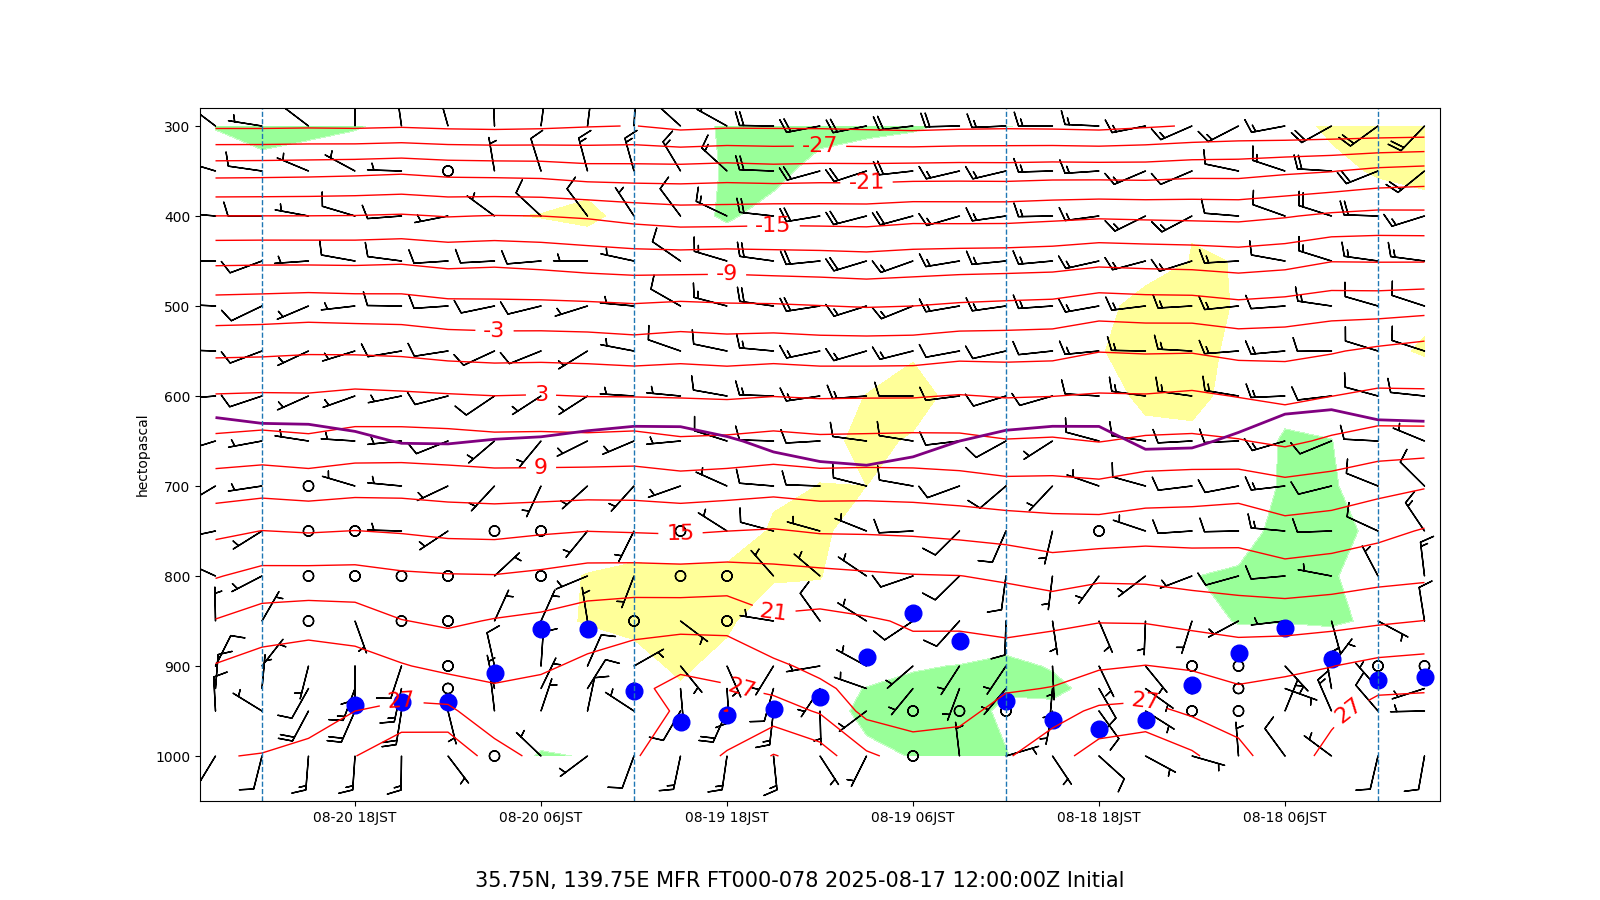 300
400
500
600
700
800
900
1000
hectopascal
-27
-21
-15
-9
-3
3
9
15
21
27
27
27
27
08-20 18JST
08-20 06JST
08-19 18JST
08-19 06JST
08-18 18JST
08-18 06JST
35.75N, 139.75E MFR FT000-078 2025-08-17 12:00:00Z Initial